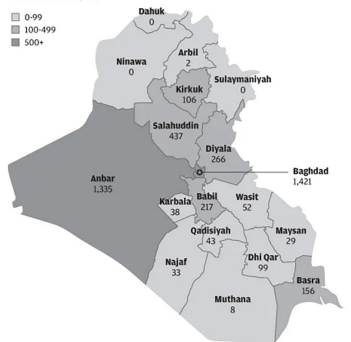 0-99
100-499
500+
Dahuk
0
Ninawa
0
Arbil
2
Sulaymaniyah
0
Kirkuk
106
Salahuddin
437
Diyala
266
Anbar
1,335
Baghdad
1,421
Karbala
38
Babil
217
Wasit
52
Qadisiyah
43
Maysan
29
Najaf
33
Dhi Qar
99
Basra
156
Muthana
8